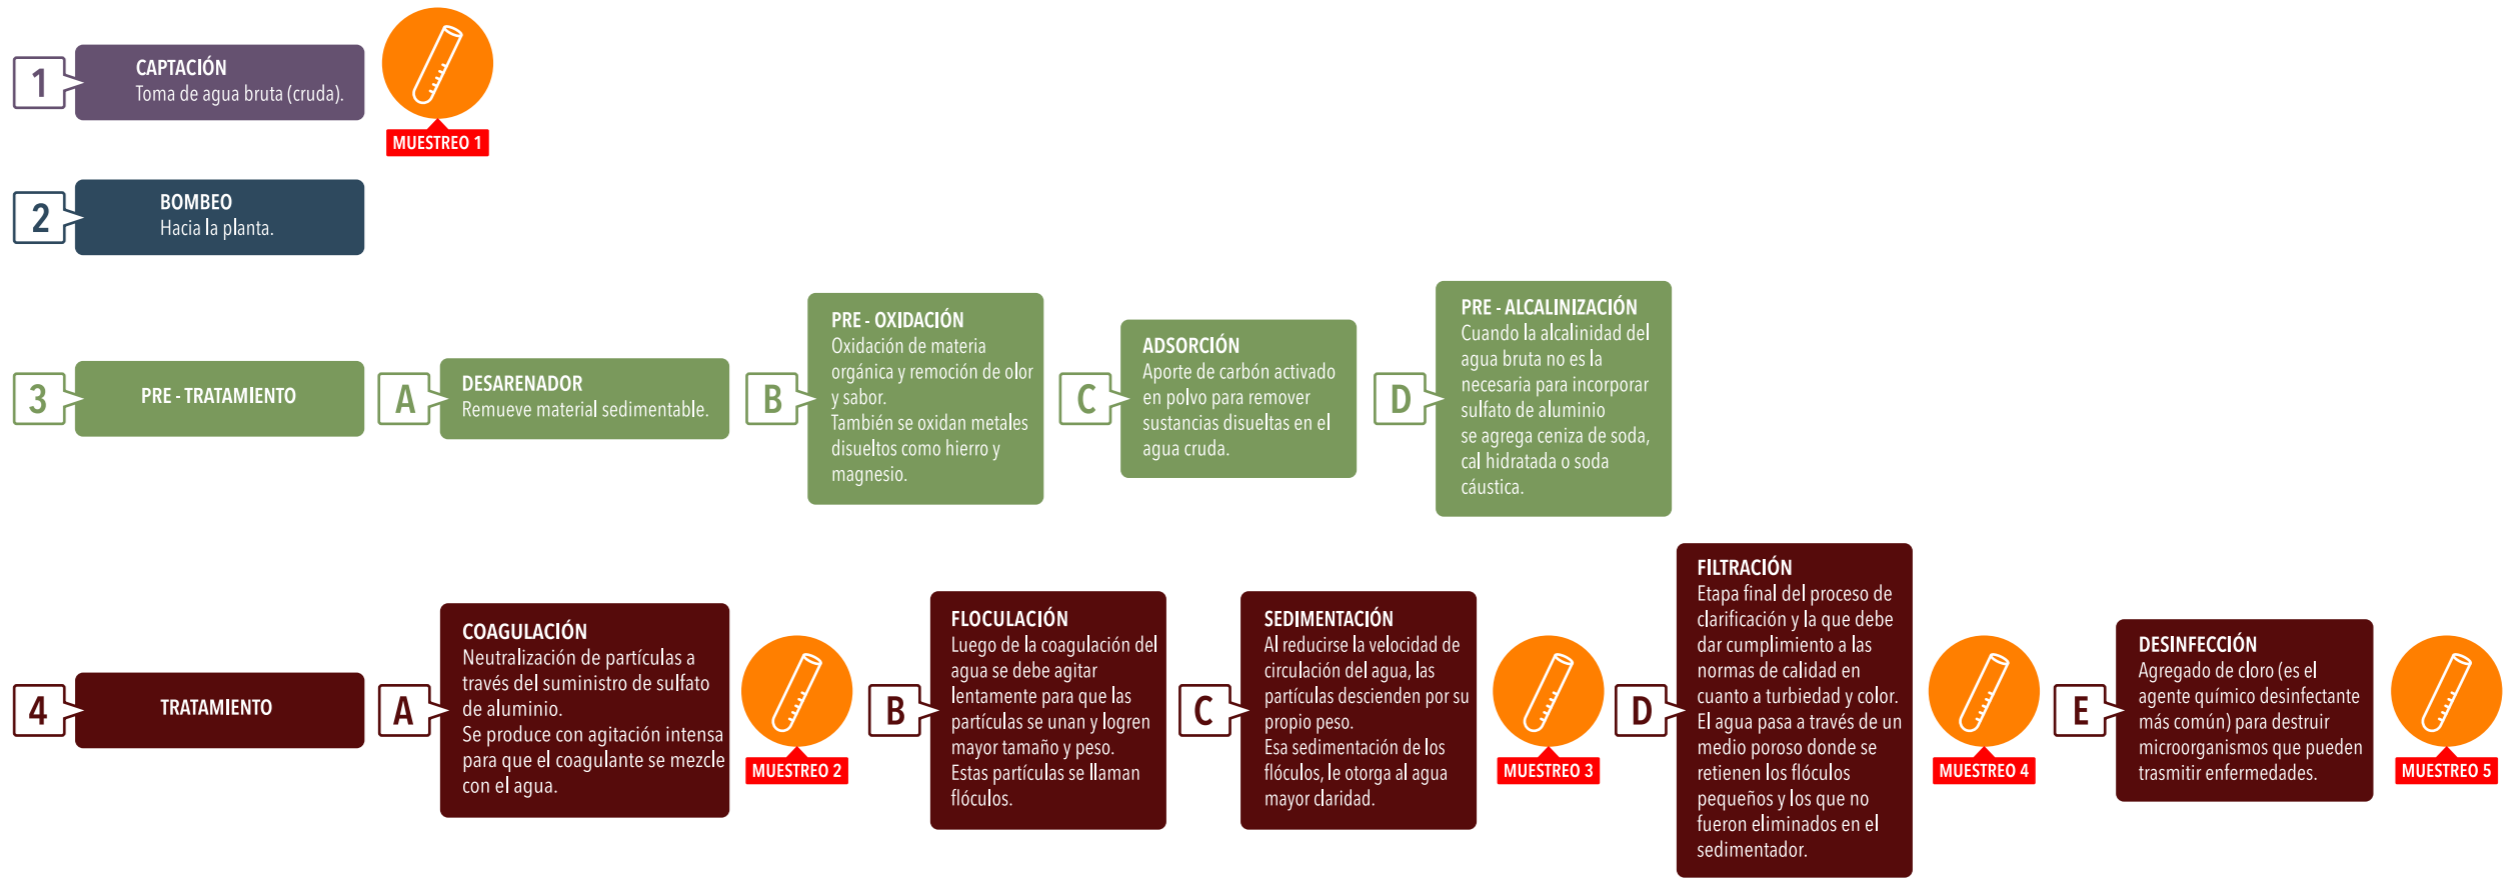 1
CAPTACIÓN
Toma de agua bruta (cruda).
MUESTREO 1
2
BOMBEO
Hacia la planta.
3
PRE - TRATAMIENTO
A
DESARENADOR
Remueve material sedimentable.
B
PRE - OXIDACIÓN
Oxidación de materia
orgánica y remoción de olor
y sabor.
También se oxidan metales
disueltos como hierro y
magnesio.
C
ADSORCIÓN
Aporte de carbón activado
en polvo para remover
sustancias disueltas en el
agua cruda.
D
PRE - ALCALINIZACIÓN
Cuando la alcalinidad del
agua bruta no es la
necesaria para incorporar
sulfato de aluminio
se agrega ceniza de soda,
cal hidratada o soda
cáustica.
4
TRATAMIENTO
A
COAGULACIÓN
Neutralización de partículas a
través del suministro de sulfato
de aluminio.
Se produce con agitación intensa
para que el coagulante se mezcle
con el agua.
MUESTREO 2
B
FLOCULACIÓN
Luego de la coagulación del
agua se debe agitar
lentamente para que las
partículas se unan y logren
mayor tamaño y peso.
Estas partículas se llaman
flóculos.
C
SEDIMENTACIÓN
Al reducirse la velocidad de
circulación del agua, las
partículas descienden por su
propio peso.
Esa sedimentación de los
flóculos, le otorga al agua
mayor claridad.
MUESTREO 3
D
FILTRACIÓN
Etapa final del proceso de
clarificación y la que debe
dar cumplimiento a las
normas de calidad en
cuanto a turbiedad y color.
El agua pasa a través de un
medio poroso donde se
retienen los flóculos
pequeños y los que no
fueron eliminados en el
sedimentador.
MUESTREO 4
E
DESINFECCIÓN
Agregado de cloro (es el
agente químico desinfectante
más común) para destruir
microorganismos que pueden
trasmitir enfermedades.
MUESTREO 5